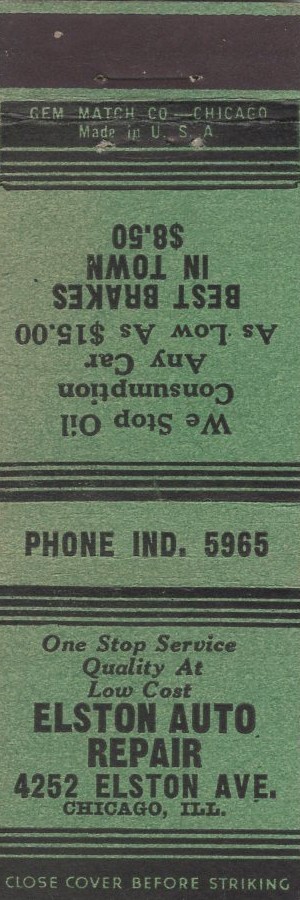 GEM MATCH CO—CHICAGO
Made in U. S. A
We Stop Oil
Consumption
Any Car
As Low As $15.00
BEST BRAKES
IN TOWN
$8.50
PHONE IND. 5965
One Stop Service
Quality At
Low Cost
ELSTON AUTO
REPAIR
4252 ELSTON AVE.
CHICAGO, ILL.
CLOSE COVER BEFORE STRIKING